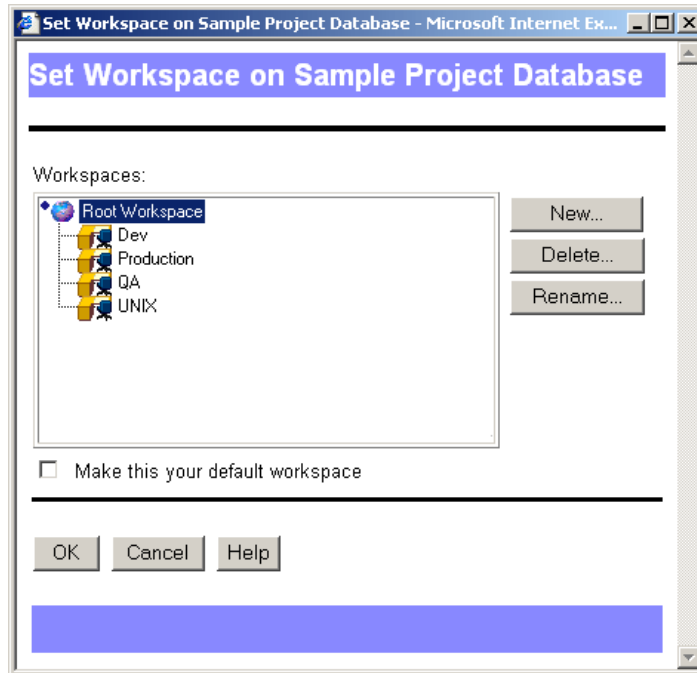 Set Workspace on Sample Project Database - Microsoft Internet Ex...
Set Workspace on Sample Project Database
Workspaces:
Root Workspace
Dev
Production
QA
UNIX
New...
Delete...
Rename...
Make this your default workspace
OK Cancel Help